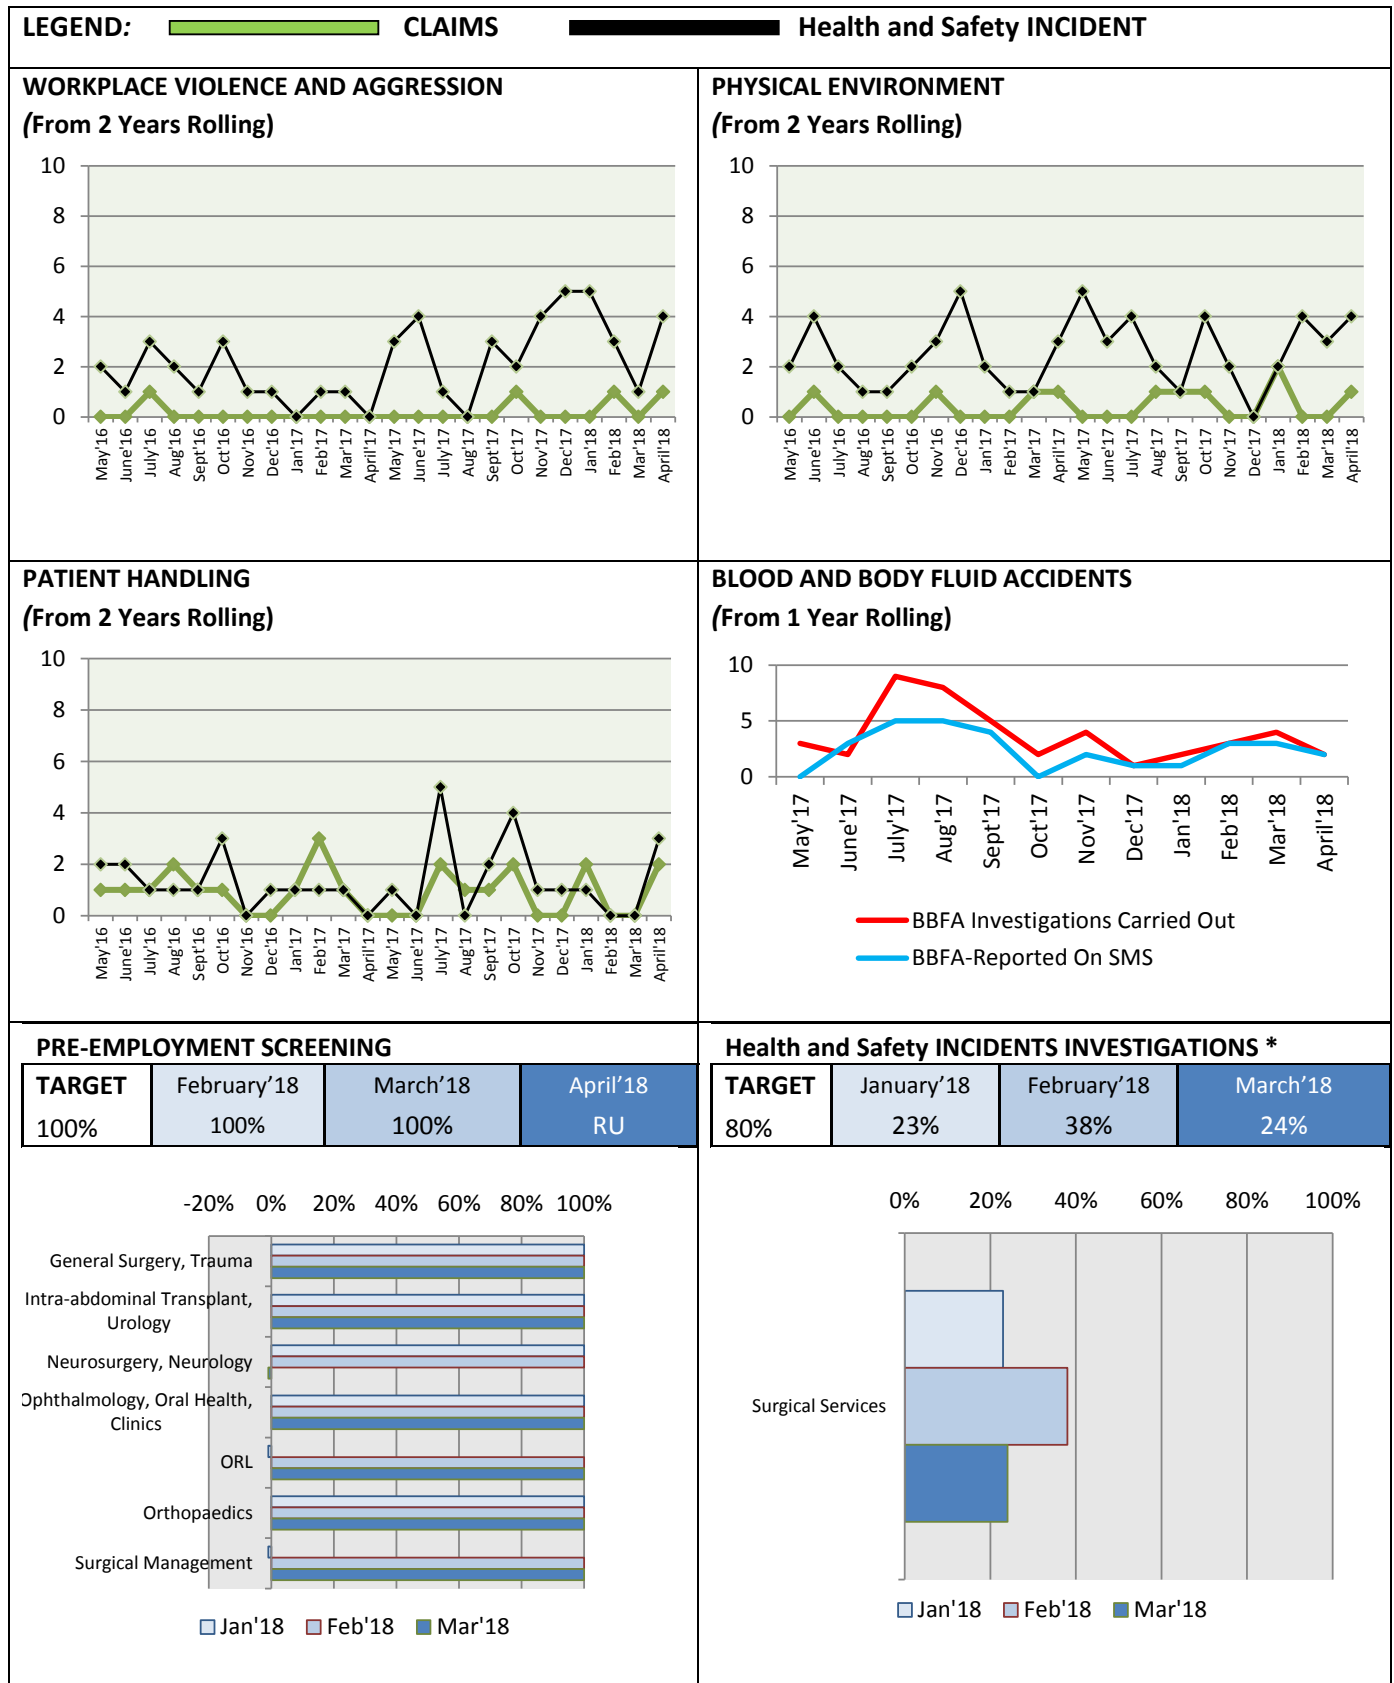 LEGEND: CLAIMS Health and Safety INCIDENT
WORKPLACE VIOLENCE AND AGGRESSION
(From 2 Years Rolling)
10
8
6
4
2
0
May'16 June'16 July'16 Aug'16 Sept'16 Oct'16 Nov'16 Dec'16 Jan'17 Feb'17 Mar'17 April'17 May'17 June'17 July'17 Aug'17 Sept'17 Oct'17 Nov'17 Dec'17 Jan'18 Feb'18 Mar'18 April'18
PHYSICAL ENVIRONMENT
(From 2 Years Rolling)
10
8
6
4
2
0
May'16 June'16 July'16 Aug'16 Sept'16 Oct'16 Nov'16 Dec'16 Jan'17 Feb'17 Mar'17 April'17 May'17 June'17 July'17 Aug'17 Sept'17 Oct'17 Nov'17 Dec'17 Jan'18 Feb'18 Mar'18 April'18
PATIENT HANDLING
(From 2 Years Rolling)
10
8
6
4
2
0
May'16 June'16 July'16 Aug'16 Sept'16 Oct'16 Nov'16 Dec'16 Jan'17 Feb'17 Mar'17 April'17 May'17 June'17 July'17 Aug'17 Sept'17 Oct'17 Nov'17 Dec'17 Jan'18 Feb'18 Mar'18 April'18
BLOOD AND BODY FLUID ACCIDENTS
(From 1 Year Rolling)
10
5
0
May'17 June'17 July'17 Aug'17 Sept'17 Oct'17 Nov'17 Dec'17 Jan'18 Feb'18 Mar'18 April'18
BBFA Investigations Carried Out
BBFA-Reported On SMS
PRE-EMPLOYMENT SCREENING
TARGET February’18 March’18 April’18
100% 100% 100% RU
-20% 0% 20% 40% 60% 80% 100%
General Surgery, Trauma
Intra-abdominal Transplant,
Urology
Neurosurgery, Neurology
Ophthalmology, Oral Health,
Clinics
ORL
Orthopaedics
Surgical Management
Jan'18 Feb'18 Mar'18
Health and Safety INCIDENTS INVESTIGATIONS *
TARGET January’18 February’18 March’18
80% 23% 38% 24%
0% 20% 40% 60% 80% 100%
Surgical Services
Jan'18 Feb'18 Mar'18